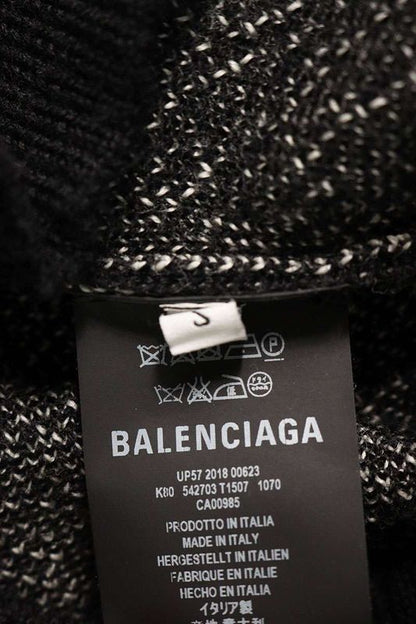 J
P
BALENCIAGA
UP57 2018 00623
K80 542703 T1507 1070
CA00985
PRODOTTO IN ITALIA
MADE IN ITALY
HERGESTELLT IN ITALIEN
FABRIQUE EN ITALIE
HECHO EN ITALIA
イタリア製